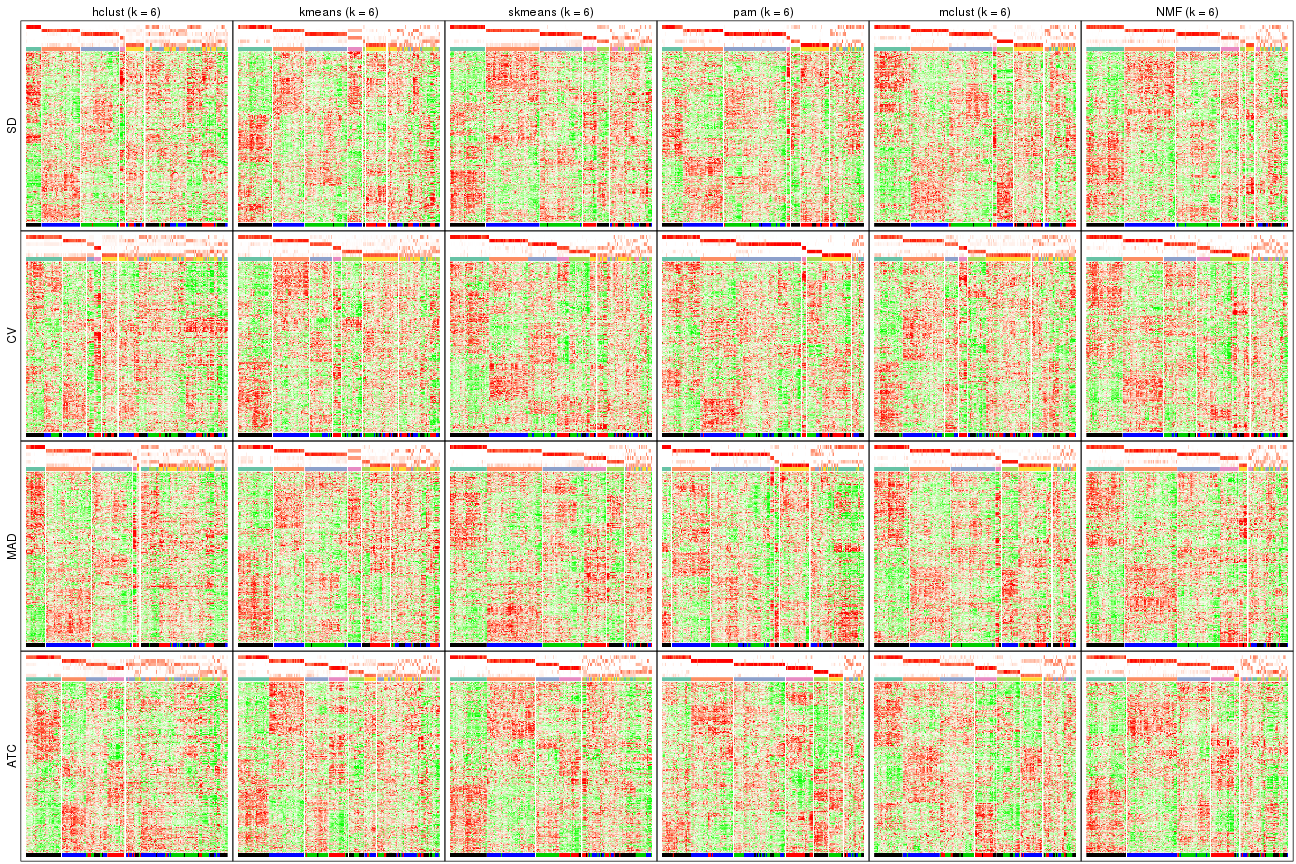 hclust (k = 6)
kmeans (k = 6)
skmeans (k = 6)
pam (k = 6)
mclust (k = 6)
NMF (k = 6)
SD
CV
MAD
ATC